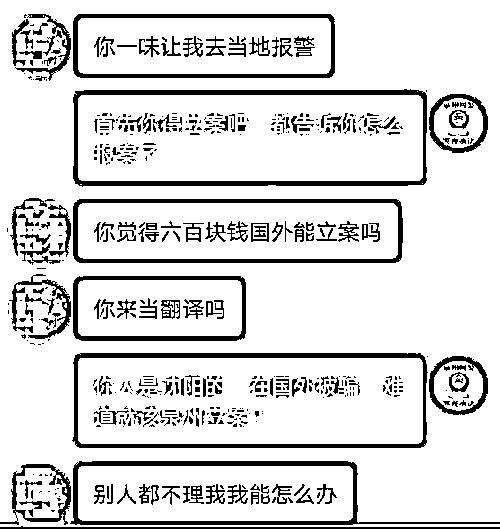 你一味让我去当地报警
首先你得立案吧 都告诉你怎么
报案了
你觉得六百块钱国外能立案吗
你来当翻译吗
你人是沈阳的 在国外被骗 难
道就该泉州立案？
别人都不理我我能怎么办